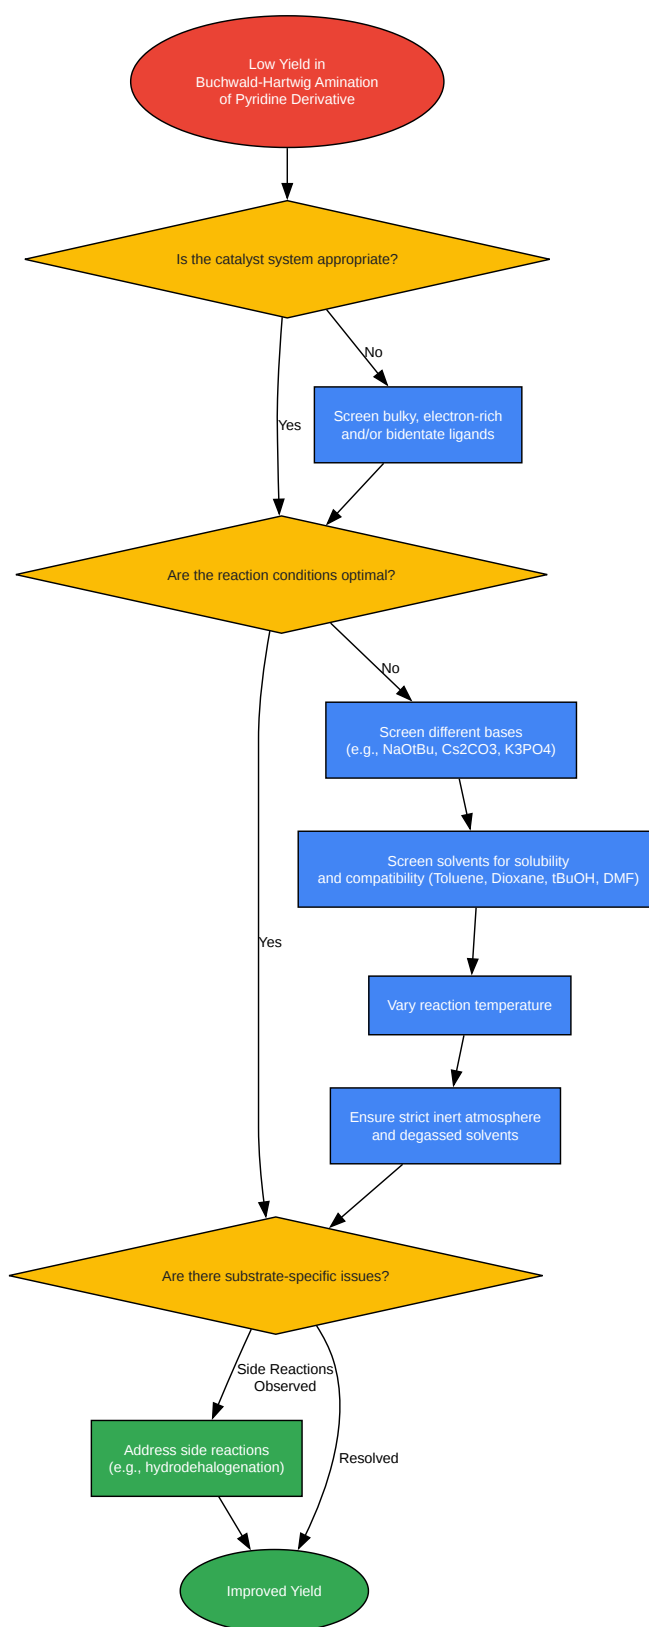 Low Yield in
Buchwald-Hartwig Amination
of Pyridine Derivative
Is the catalyst system appropriate?
No
Screen bulky, electron-rich
and/or bidentate ligands
Yes
Are the reaction conditions optimal?
No
Screen different bases
(e.g., NaOtBu, Cs2CO3, K3PO4)
Screen solvents for solubility
and compatibility (Toluene, Dioxane, tBuOH, DMF)
Yes
Vary reaction temperature
Ensure strict inert atmosphere
and degassed solvents
Are there substrate-specific issues?
Side Reactions
Observed
Address side reactions
(e.g., hydrodehalogenation)
Resolved
Improved Yield